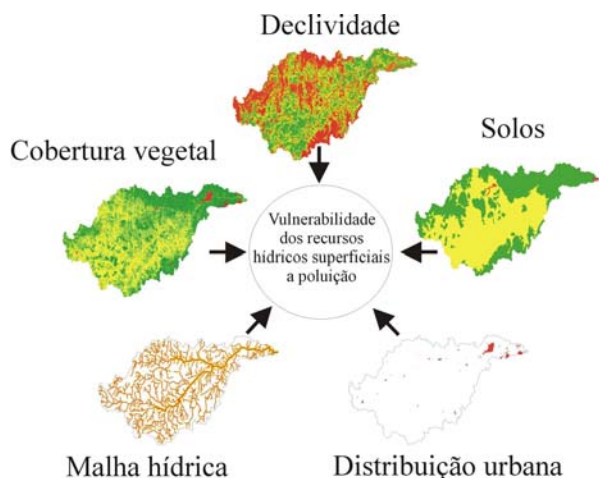 Declividade
Solos
Cobertura vegetal
Vulnerabilidade
dos recursos
hídricos superficiais
a poluição
Malha hídrica
Distribuição urbana